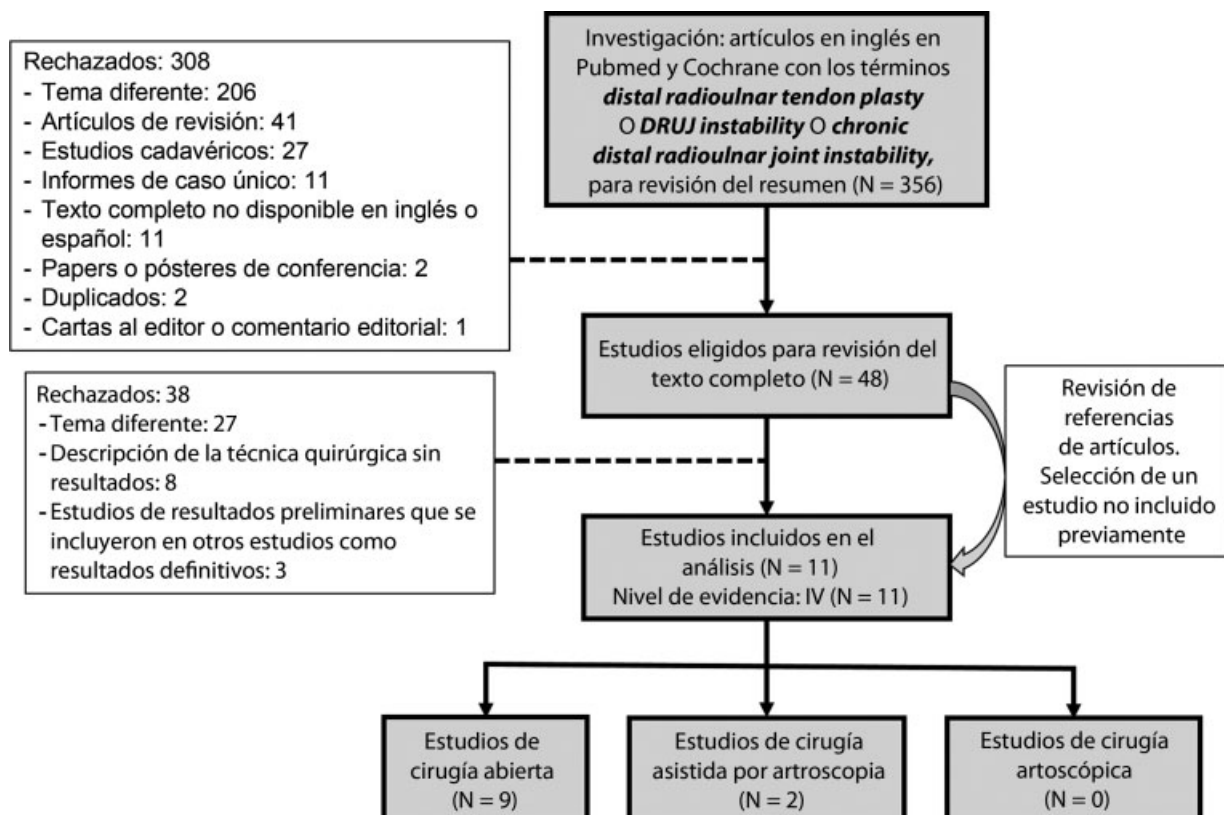 Rechazados: 308
- Tema diferente: 206
- Artículos de revisión: 41
- Estudios cadavéricos: 27
- Informes de caso único: 11
- Texto completo no disponible en inglés o
español: 11
- Papers o pósteres de conferencia: 2
- Duplicados: 2
- Cartas al editor o comentario editorial: 1
Investigación: artículos en inglés en
Pubmed y Cochrane con los términos
distal radioulnar tendon plasty
O DRUJ instability O chronic
distal radioulnar joint instability,
para revisión del resumen (N = 356)
Estudios eligidos para revisión del
texto completo (N = 48)
Rechazados: 38
- Tema diferente: 27
- Descripción de la técnica quirúrgica sin
resultados: 8
- Estudios de resultados preliminares que se
incluyeron en otros estudios como
resultados definitivos: 3
Revisión de
referencias
de artículos.
Selección de un
estudio no incluido
previamente
Estudios incluidos en el
análisis (N = 11)
Nivel de evidencia: IV (N = 11)
Estudios de
cirugía abierta
(N = 9)
Estudios de cirugía
asistida por artroscopia
(N = 2)
Estudios de cirugía
artoscópica
(N = 0)